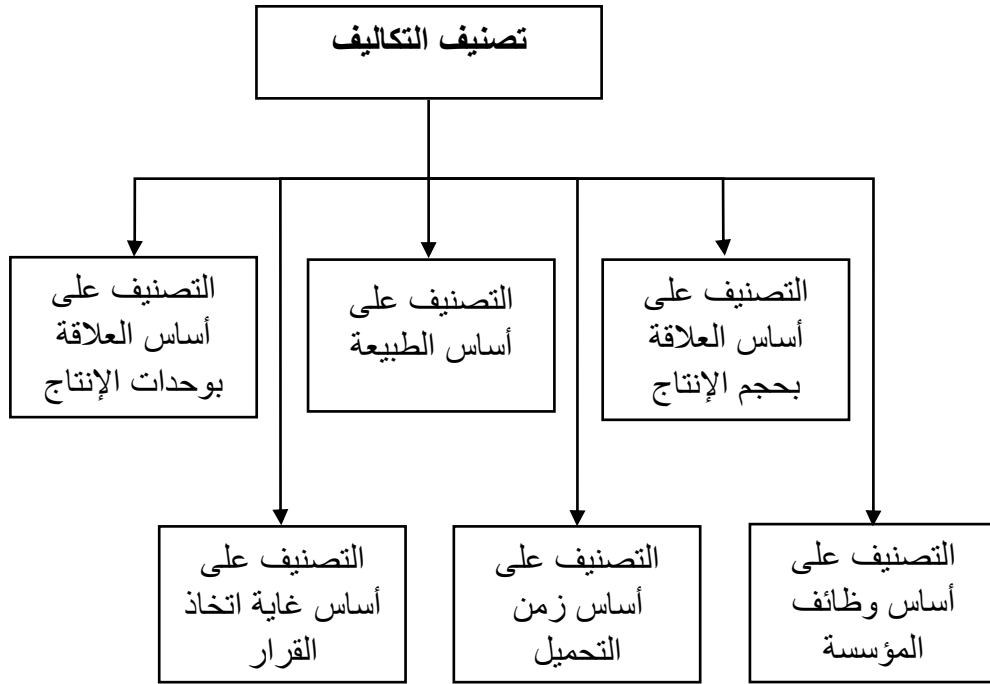 تصنيف التكاليف
التصنيف على
أساس العلاقة
بحجم الإنتاج
التصنيف على
أساس الطبيعة
التصنيف على
أساس العلاقة
بوحدات الإنتاج
التصنيف على
أساس وظائف
المؤسسة
التصنيف على
أساس زمن
التحميل
التصنيف على
أساس غاية اتخاذ
القرار